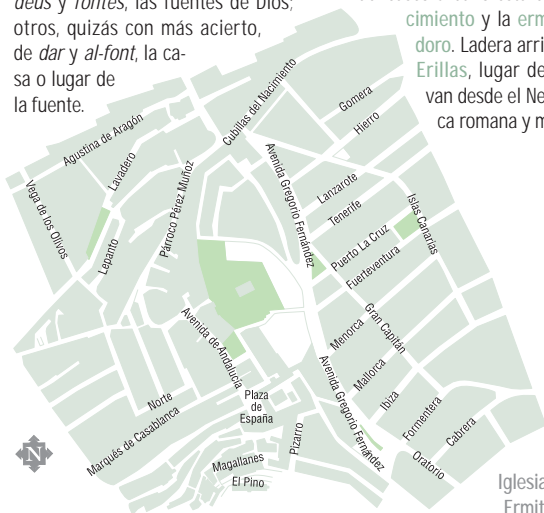 deus y fontes, las fuentes de Dios;
otros, quizás con más acierto,
de dar y al-font, la ca-
sa o lugar de
la fuente.
cimiento y la erm
doro. Ladera arri
Erillas, lugar de
van desde el Ne
ca romana y m
Cubillas del Nacimiento
Gomera
Hierro
Agustina de Aragón
Lavadero
Avenida Gregorio Fernández
Lanzarote
Tenerife
Vega de los Olivos
Párroco Pérez Muñoz
Islas Canarias
Puerto La Cruz
Fuerteventura
Lepanto
Gran Capitán
Avenida de Andalucía
Menorca
Mallorca
Avenida Gregorio Fernández
Ibiza
Norte
Plaza
de
España
Formentera
Marqués de Casablanca
Cabrera
Pizarro
N
Magallanes
Oratorio
El Pino
Iglesia
Ermit